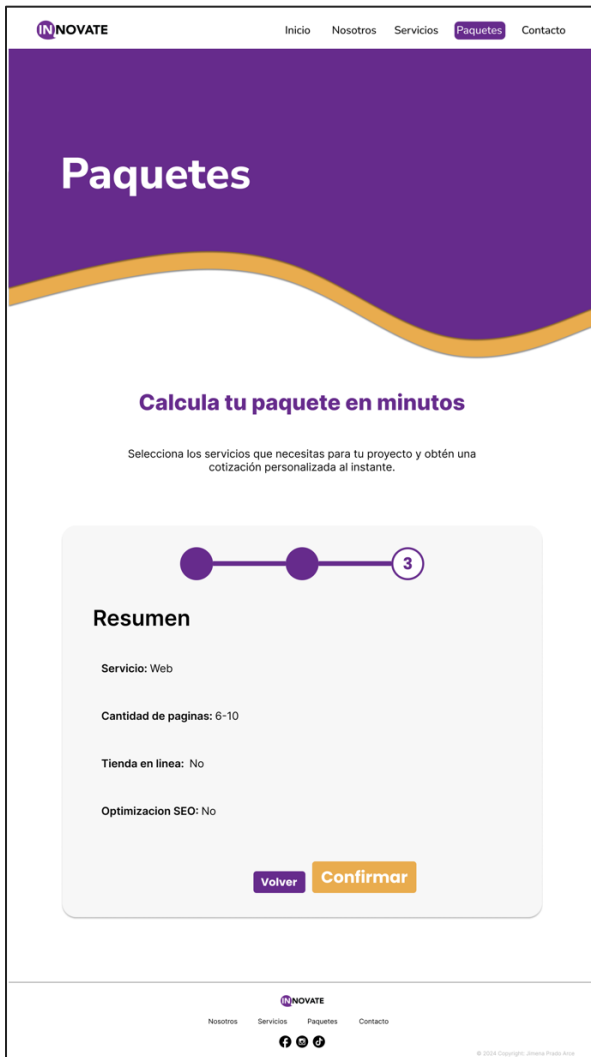 INNOVATE
Inicio Nosotros Servicios Paquetes Contacto
Paquetes
Calcula tu paquete en minutos
Selecciona los servicios que necesitas para tu proyecto y obtén una
cotización personalizada al instante.
3
Resumen
Servicio: Web
Cantidad de paginas: 6-10
Tienda en linea: No
Optimizacion SEO: No
Volver Confirmar
INNOVATE
Nosotros Servicios Paquetes Contacto
© 2024 Copyright: Jimena Prado Arce